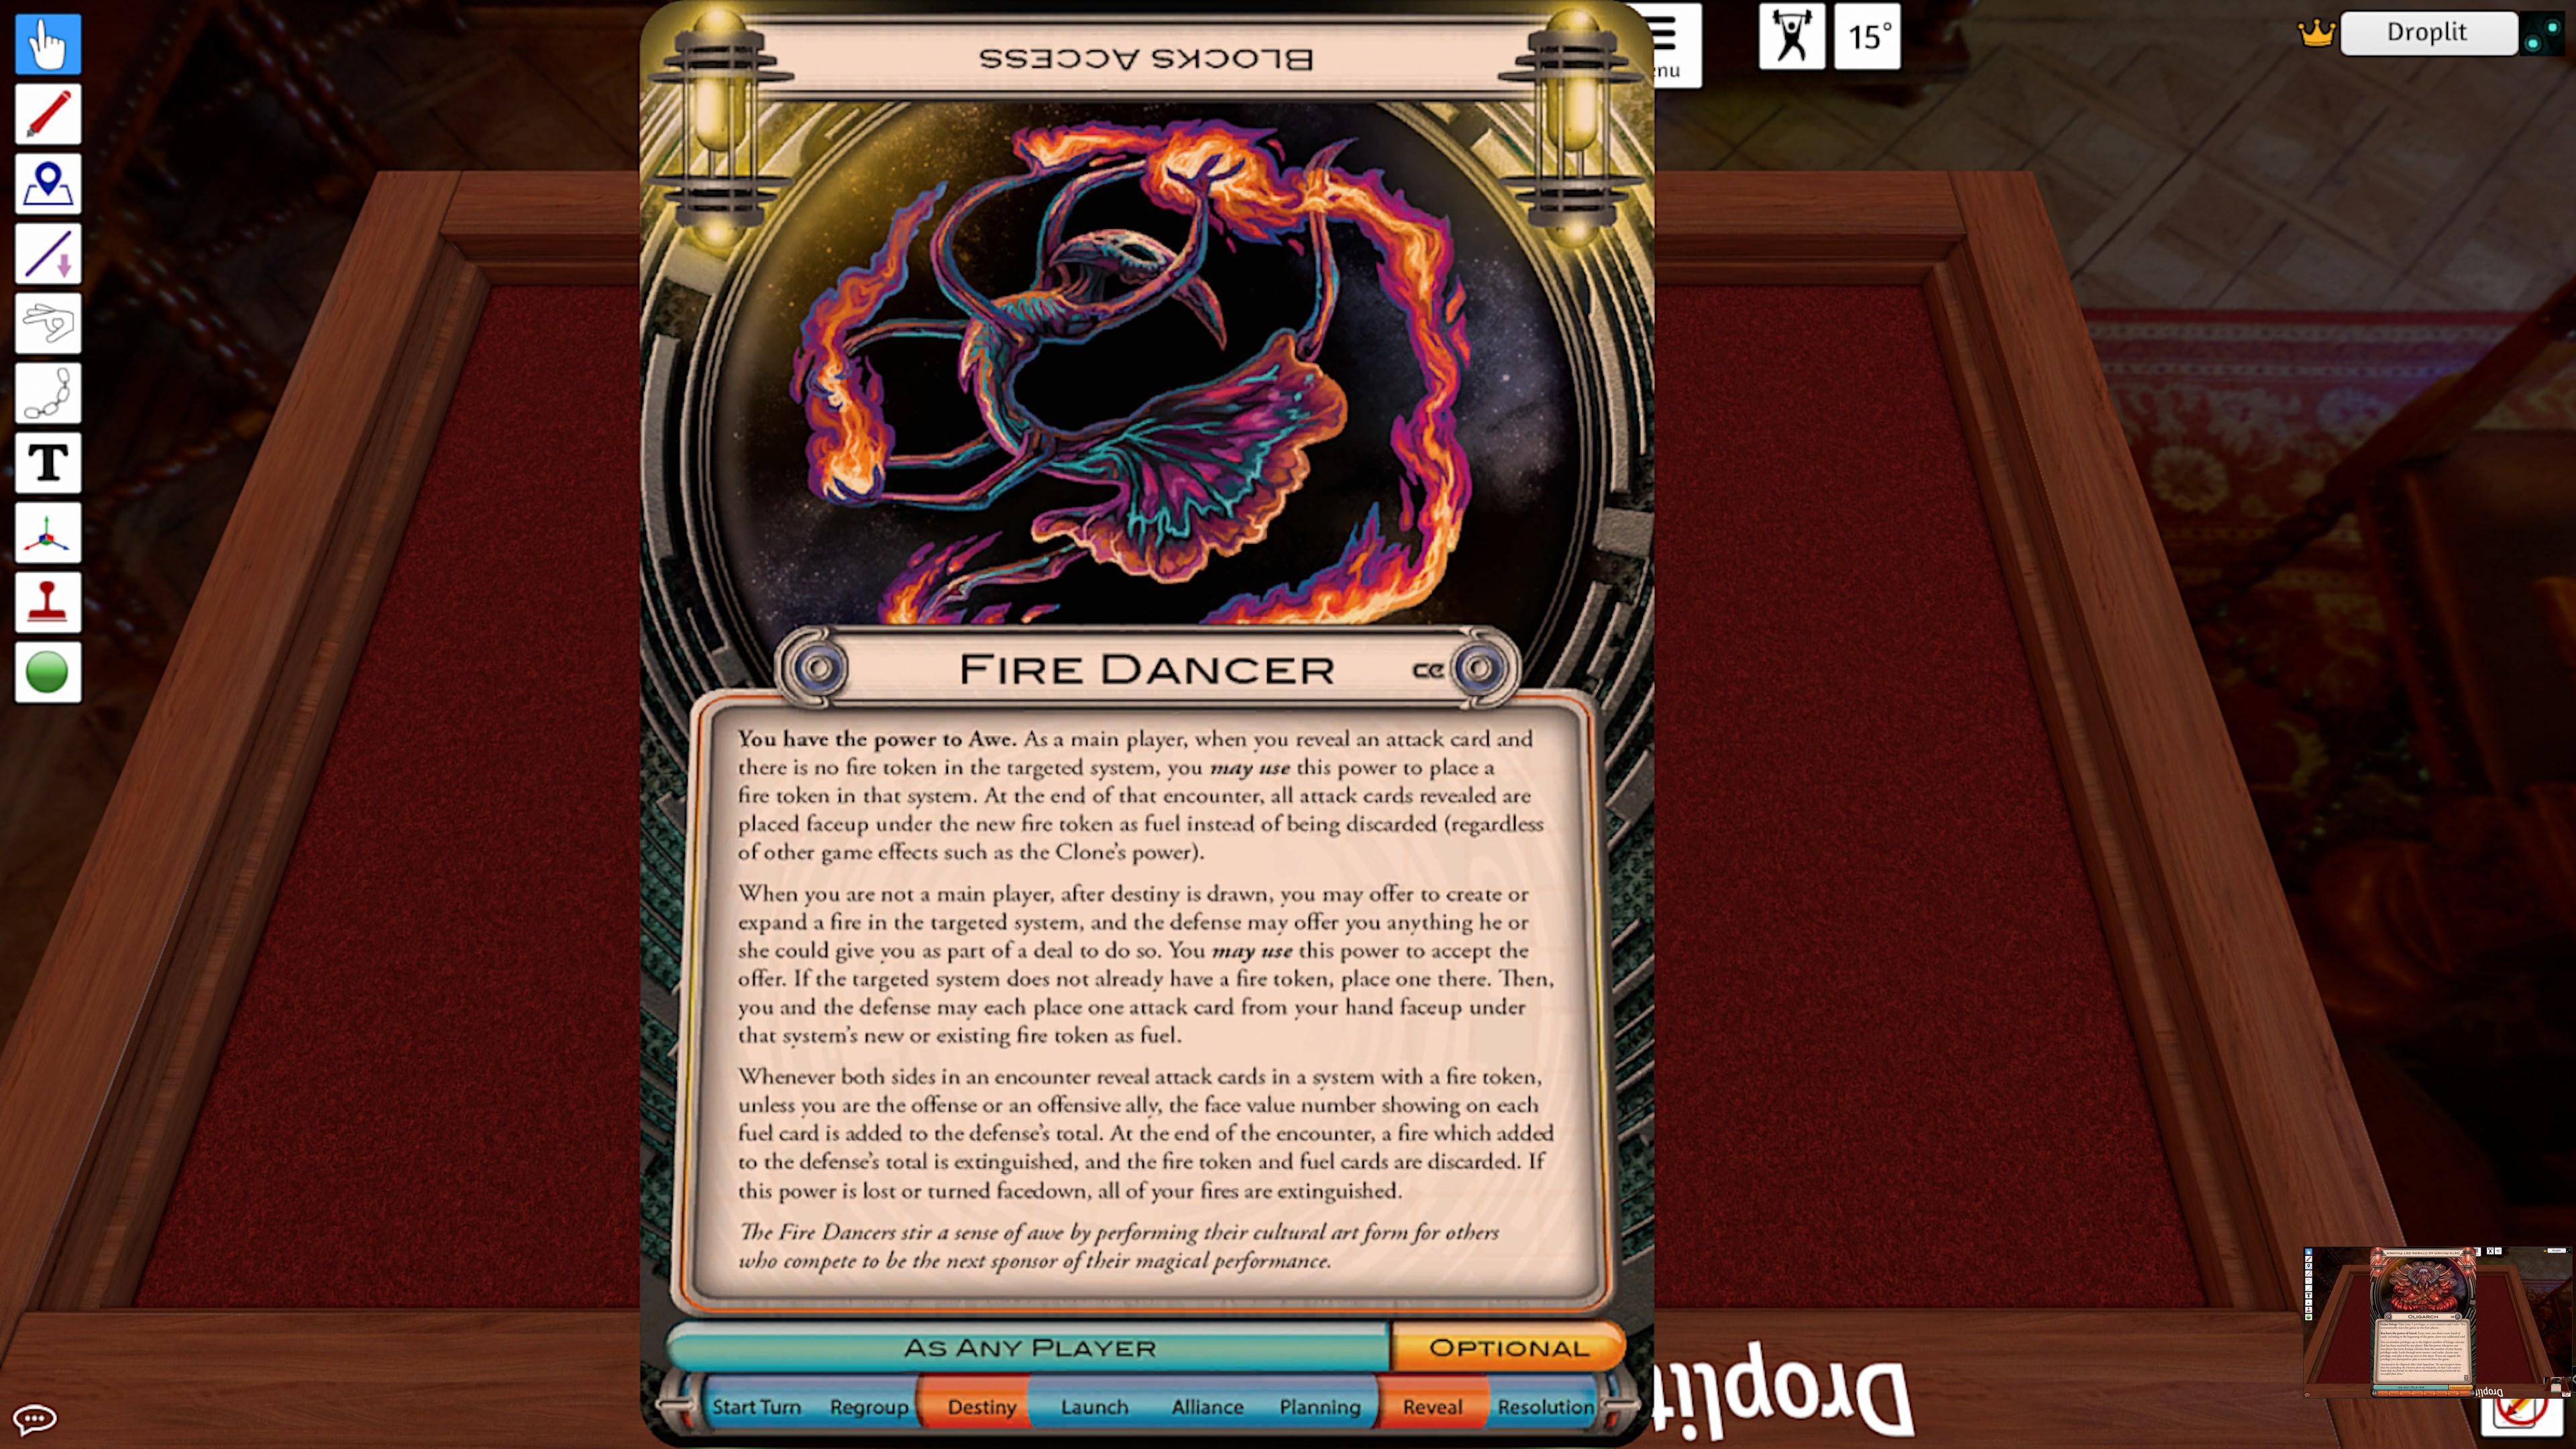 BLOCKS ACCESS
enu
15°
Droplit
FIRE DANCER
CE
You have the power to Awe. As a main player, when you reveal an attack card and
there is no fire token in the targeted system, you may use this power to place a
fire token in that system. At the end of that encounter, all attack cards revealed are
placed faceup under the new fire token as fuel instead of being discarded (regardless
of other game effects such as the Clone's power).
When you are not a main player, after destiny is drawn, you may offer to create or
expand a fire in the targeted system, and the defense may offer you anything he or
she could give you as part of a deal to do so. You may use this power to accept the
offer. If the targeted system does not already have a fire token, place one there. Then,
you and the defense may each place one attack card from your hand faceup under
that system's new or existing fire token as fuel.
Whenever both sides in an encounter reveal attack cards in a system with a fire token,
unless you are the offense or an offensive ally, the face value number showing on each
fuel card is added to the defense's total. At the end of the encounter, a fire which added
to the defense's total is extinguished, and the fire token and fuel cards are discarded. If
this power is lost or turned facedown, all of your fires are extinguished.
The Fire Dancers stir a sense of awe by performing their cultural art form for others
who compete to be the next sponsor of their magical performance.
AS ANY PLAYER
OPTIONAL
Start Turn Regroup Destiny Launch Alliance Planning Reveal Resolution
Droplit
OLIGARCH